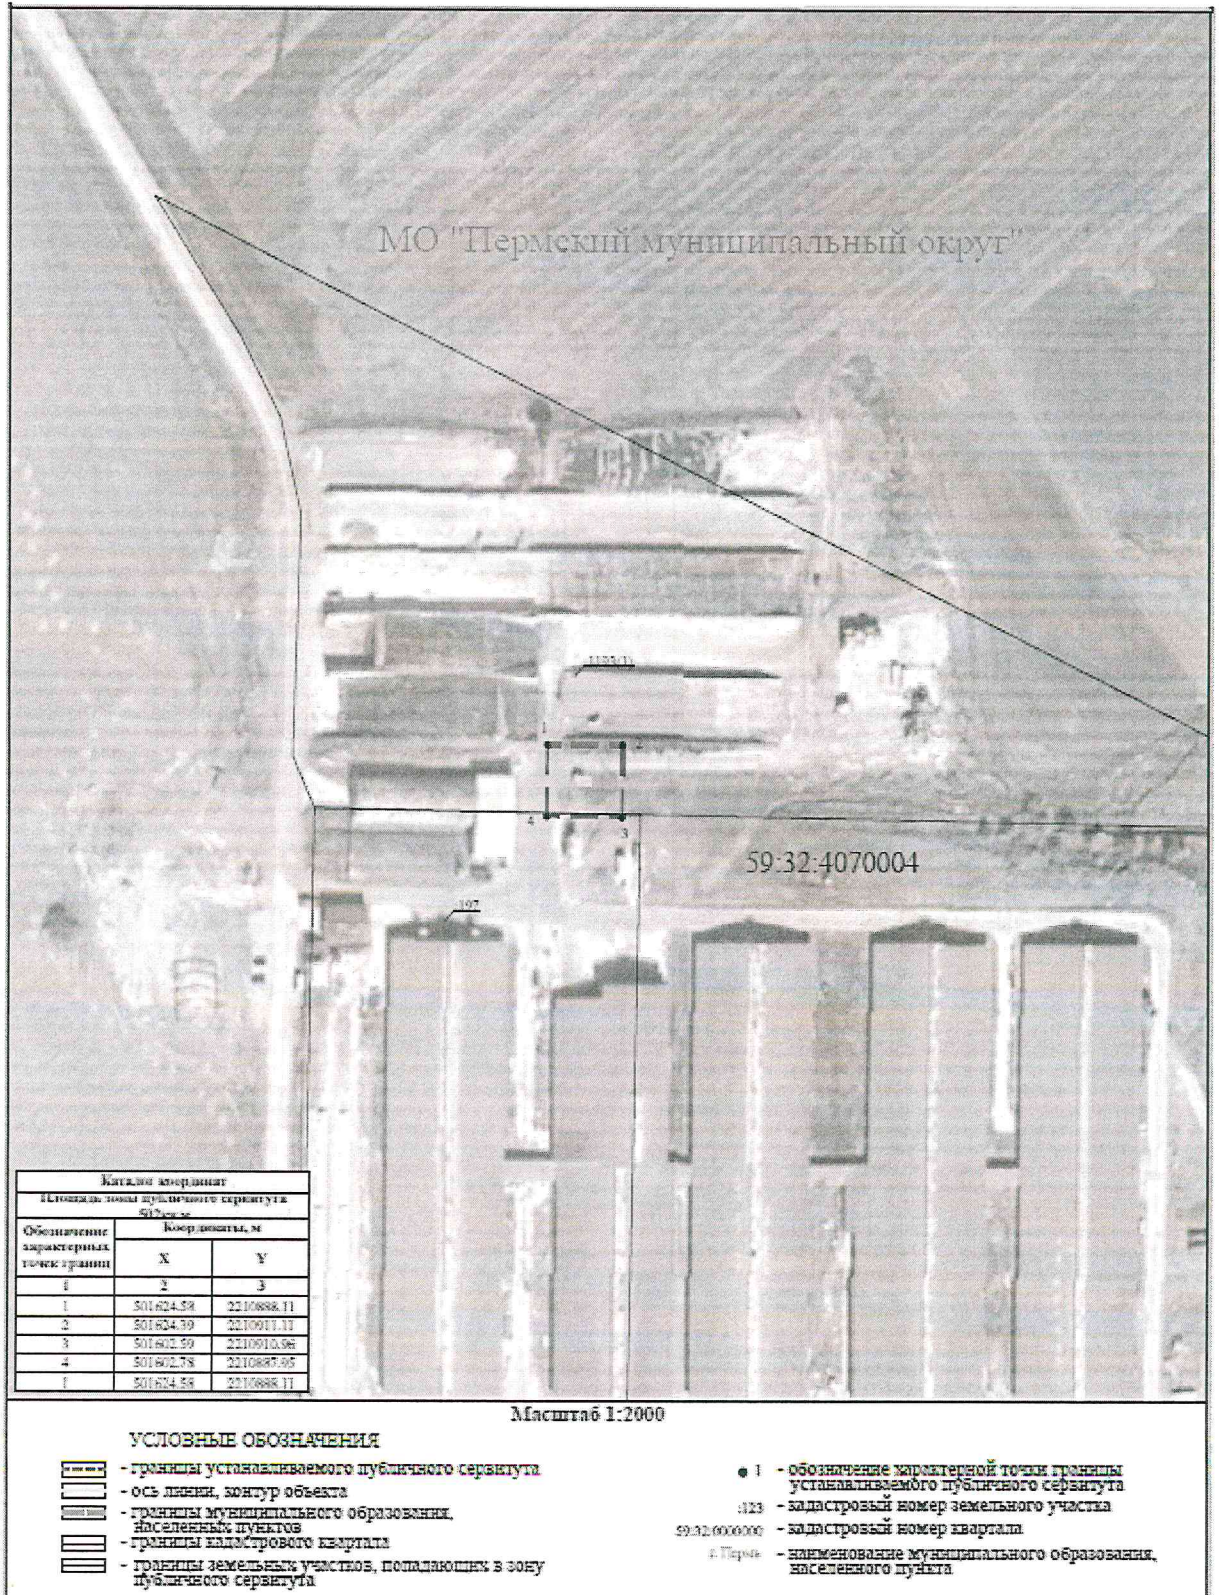 МО "Пермский муниципальный округ"
1
2
4
3
59:32:4070004
:197
Каталог координат
Площадь зоны публичного сервитута
502 кв.м
Обозначение характерных точек границ
Координаты, м
X
Y
1
2
3
1
501624.58
2210888.11
2
501624.39
2210911.11
3
501602.59
2210910.96
4
501602.78
2210887.95
1
501624.58
2210888.11
Масштаб 1:2000
УСЛОВНЫЕ ОБОЗНАЧЕНИЯ
- границы устанавливаемого публичного сервитута
- ось линии, контур объекта
- границы муниципального образования,
населенных пунктов
- границы кадастрового квартала
- границы земельных участков, попадающих в зону
публичного сервитута
1 - обозначение характерной точки границы
устанавливаемого публичного сервитута
:123 - кадастровый номер земельного участка
59:32:0000000 - кадастровый номер квартала
г. Пермь - наименование муниципального образования,
населенного пункта